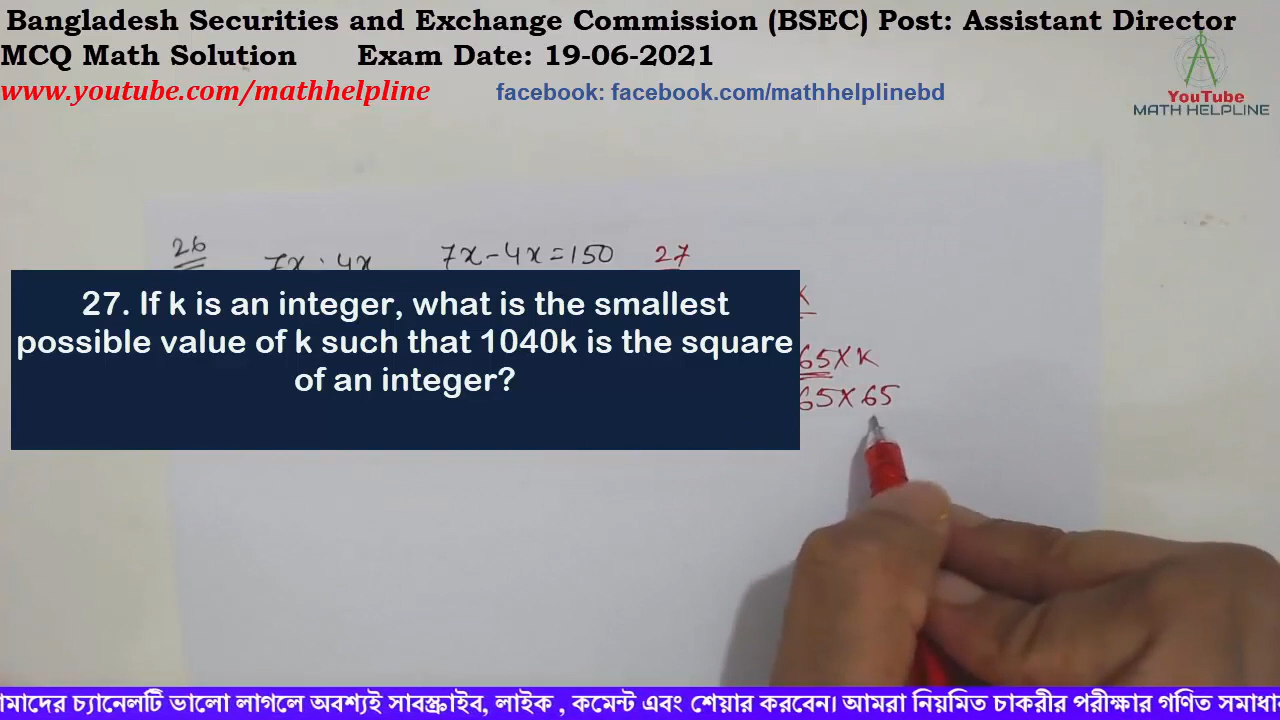 Bangladesh Securities and Exchange Commission (BSEC) Post: Assistant Director
MCQ Math Solution Exam Date: 19-06-2021
www.youtube.com/mathhelpline facebook: facebook.com/mathhelplinebd
YouTube
MATH HELPLINE
26
7x : 4x
7x-4x=150
27
K
65XK
65X65
27. If k is an integer, what is the smallest
possible value of k such that 1040k is the square
of an integer?
মাদের চ্যানেলটি ভালো লাগলে অবশ্যই সাবস্ক্রাইব, লাইক , কমেন্ট এবং শেয়ার করবেন। আমরা নিয়মিত চাকরীর পরীক্ষার গণিত সমাধা